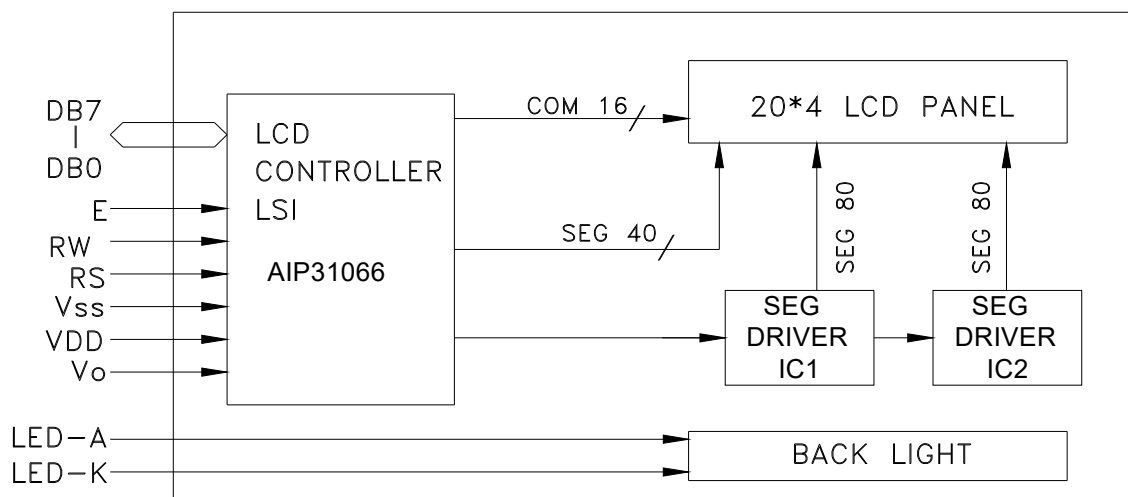 DB7
DB0
E
RW
RS
Vss
VDD
Vo
LED-A
LED-K
LCD
CONTROLLER
LSI
AIP31066
COM 16
SEG 40
20*4 LCD PANEL
SEG 80
SEG 80
SEG
DRIVER
IC1
SEG
DRIVER
IC2
BACK LIGHT